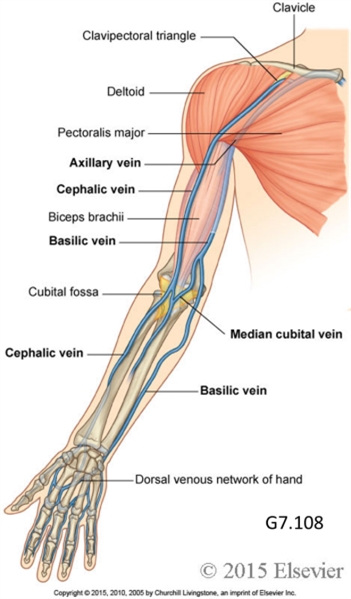 Clavicle
Clavipectoral triangle
Deltoid
Pectoralis major
Axillary vein
Cephalic vein
Biceps brachii
Basilic vein
Cubital fossa
Median cubital vein
Cephalic vein
Basilic vein
Dorsal venous network of hand
G7.108
© 2015 Elsevier
Copyright © 2015, 2010, 2005 by Churchill Livingstone, an imprint of Elsevier Inc.